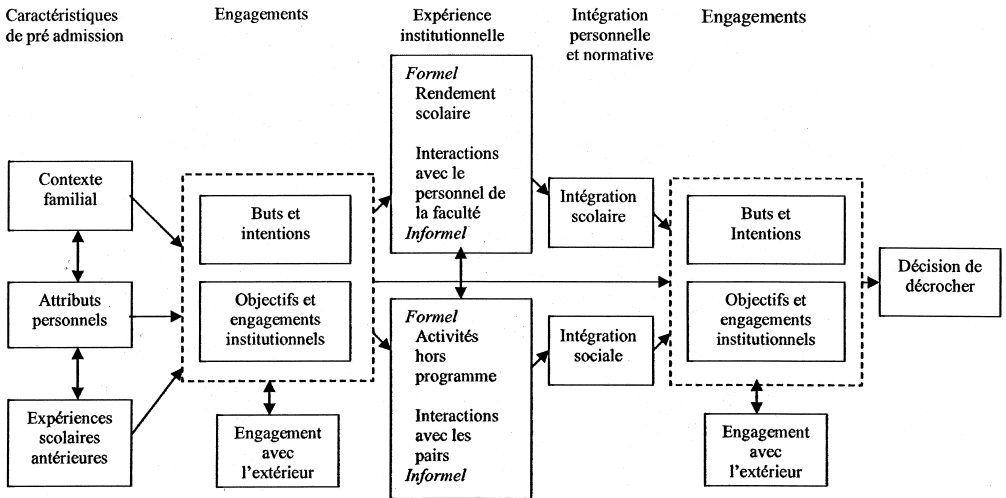 Caractéristiques
de pré admission
Engagements
Expérience
institutionnelle
Intégration
personnelle
et normative
Engagements
Contexte
familial
Attributs
personnels
Expériences
scolaires
antérieures
Buts et
intentions
Objectifs et
engagements
institutionnels
Engagement
avec
l'extérieur
Formel
Rendement
scolaire
Interactions
avec le
personnel de
la faculté
Informel
Formel
Activités
hors
programme
Interactions
avec les
pairs
Informel
Intégration
scolaire
Intégration
sociale
Buts et
Intentions
Objectifs et
engagements
institutionnels
Engagement
avec
l'extérieur
Décision de
décrocher